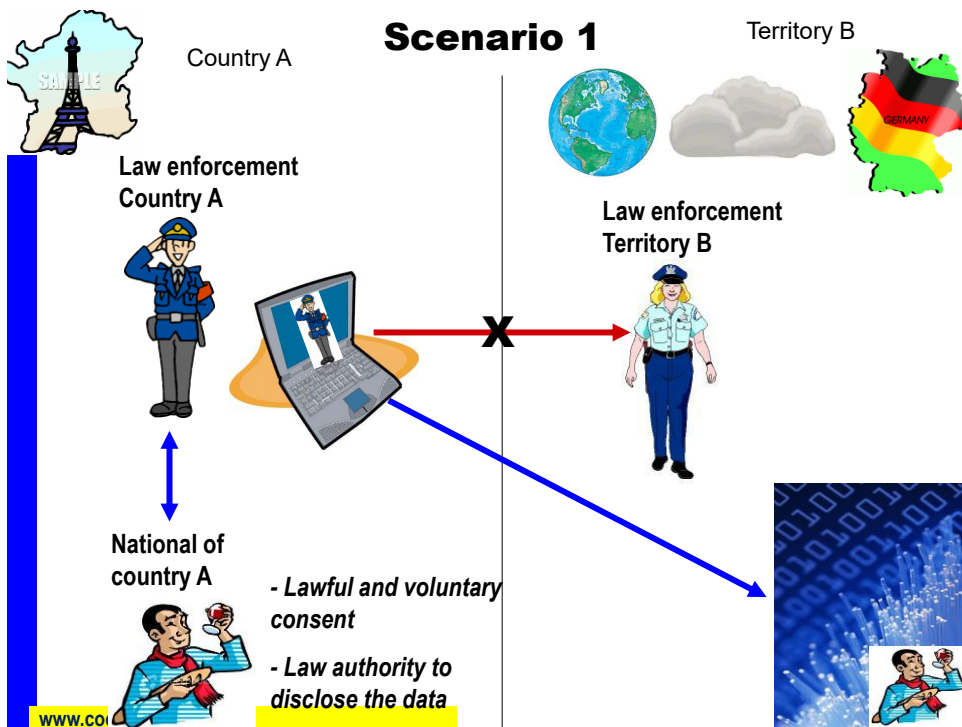 Scenario 1
Country A
Territory B
SAMPLE
GERMANY
Law enforcement
Country A
Law enforcement
Territory B
X
National of
country A
- Lawful and voluntary
consent
- Law authority to
disclose the data